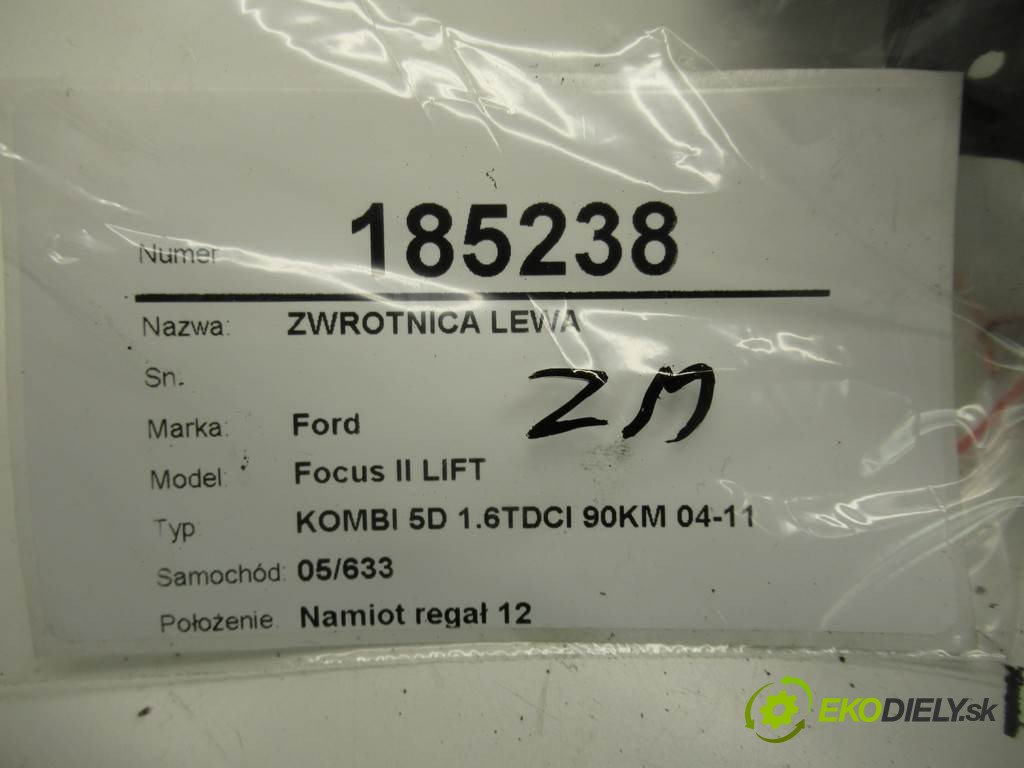 Numer 185238
Nazwa: ZWROTNICA LEWA
Sn.
ZM
Marka: Ford
Model: Focus II LIFT
Typ KOMBI 5D 1.6TDCI 90KM 04-11
Samochód: 05/633
Położenie Namiot regał 12
EKODIELY.sk